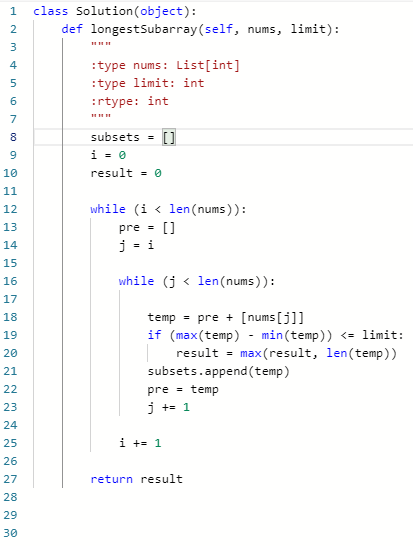 1 class Solution(object):
2     def longestSubarray(self, nums, limit):
3         """
4         :type nums: List[int]
5         :type limit: int
6         :rtype: int
7         """
8         subsets = []
9         i = 0
10         result = 0
11
12         while (i < len(nums)):
13             pre = []
14             j = i
15
16             while (j < len(nums)):
17
18                 temp = pre + [nums[j]]
19                 if (max(temp) - min(temp)) <= limit:
20                     result = max(result, len(temp))
21                 subsets.append(temp)
22                 pre = temp
23                 j += 1
24
25             i += 1
26
27         return result
28
29
30